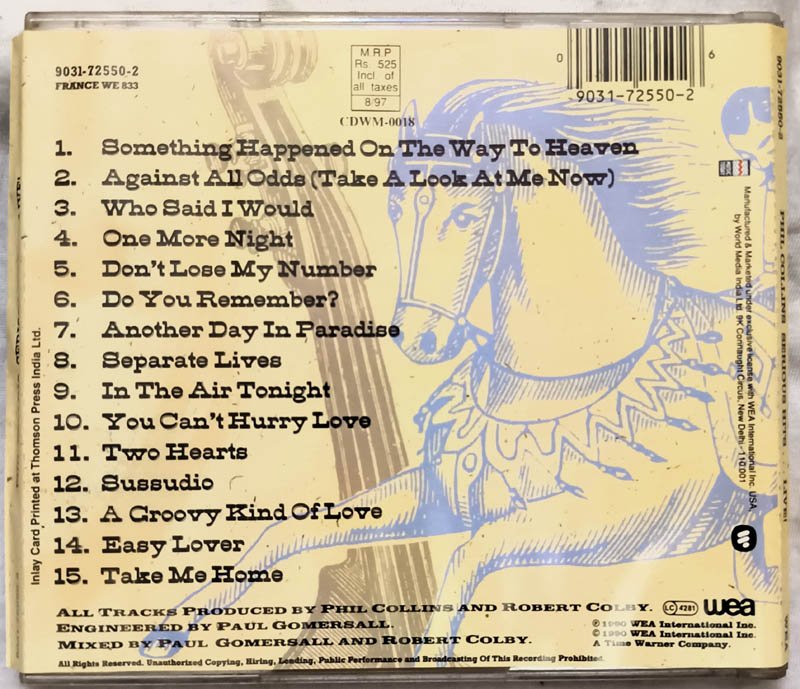 9031-72550-2
FRANCE WE 833
M R P
Rs. 525
Incl of
all taxes
8/97
CDWM-0018
0
6
9031-72550-2
1. Something Happened On The Way To Heaven
2. Against All Odds (Take A Look At Me Now)
3. Who Said I Would
4. One More Night
5. Don't Lose My Number
6. Do You Remember?
7. Another Day In Paradise
8. Separate Lives
9. In The Air Tonight
10. You Can't Hurry Love
11. Two Hearts
12. Sussudio
13. A Groovy Kind Of Love
14. Easy Lover
15. Take Me Home
All Tracks Produced by Phil Collins and Robert Colby.
Engineered by Paul Gomersall.
Mixed by Paul Gomersall and Robert Colby.
All Rights Reserved. Unauthorized Copying, Hiring, Lending, Public Performance and Broadcasting Of This Recording Prohibited.
LC 4281
wea
℗ 1990 WEA International Inc.
© 1990 WEA International Inc.
A Time Warner Company.
Inlay Card Printed at Thomson Press India Ltd.
Manufactured & Marketed under exclusive license with WEA International Inc. USA
by World Media India Ltd. 9K Connaught Circus, New Delhi - 110 001
9031-72550-2
PHIL COLLINS SERIOUS HITS LIVE!